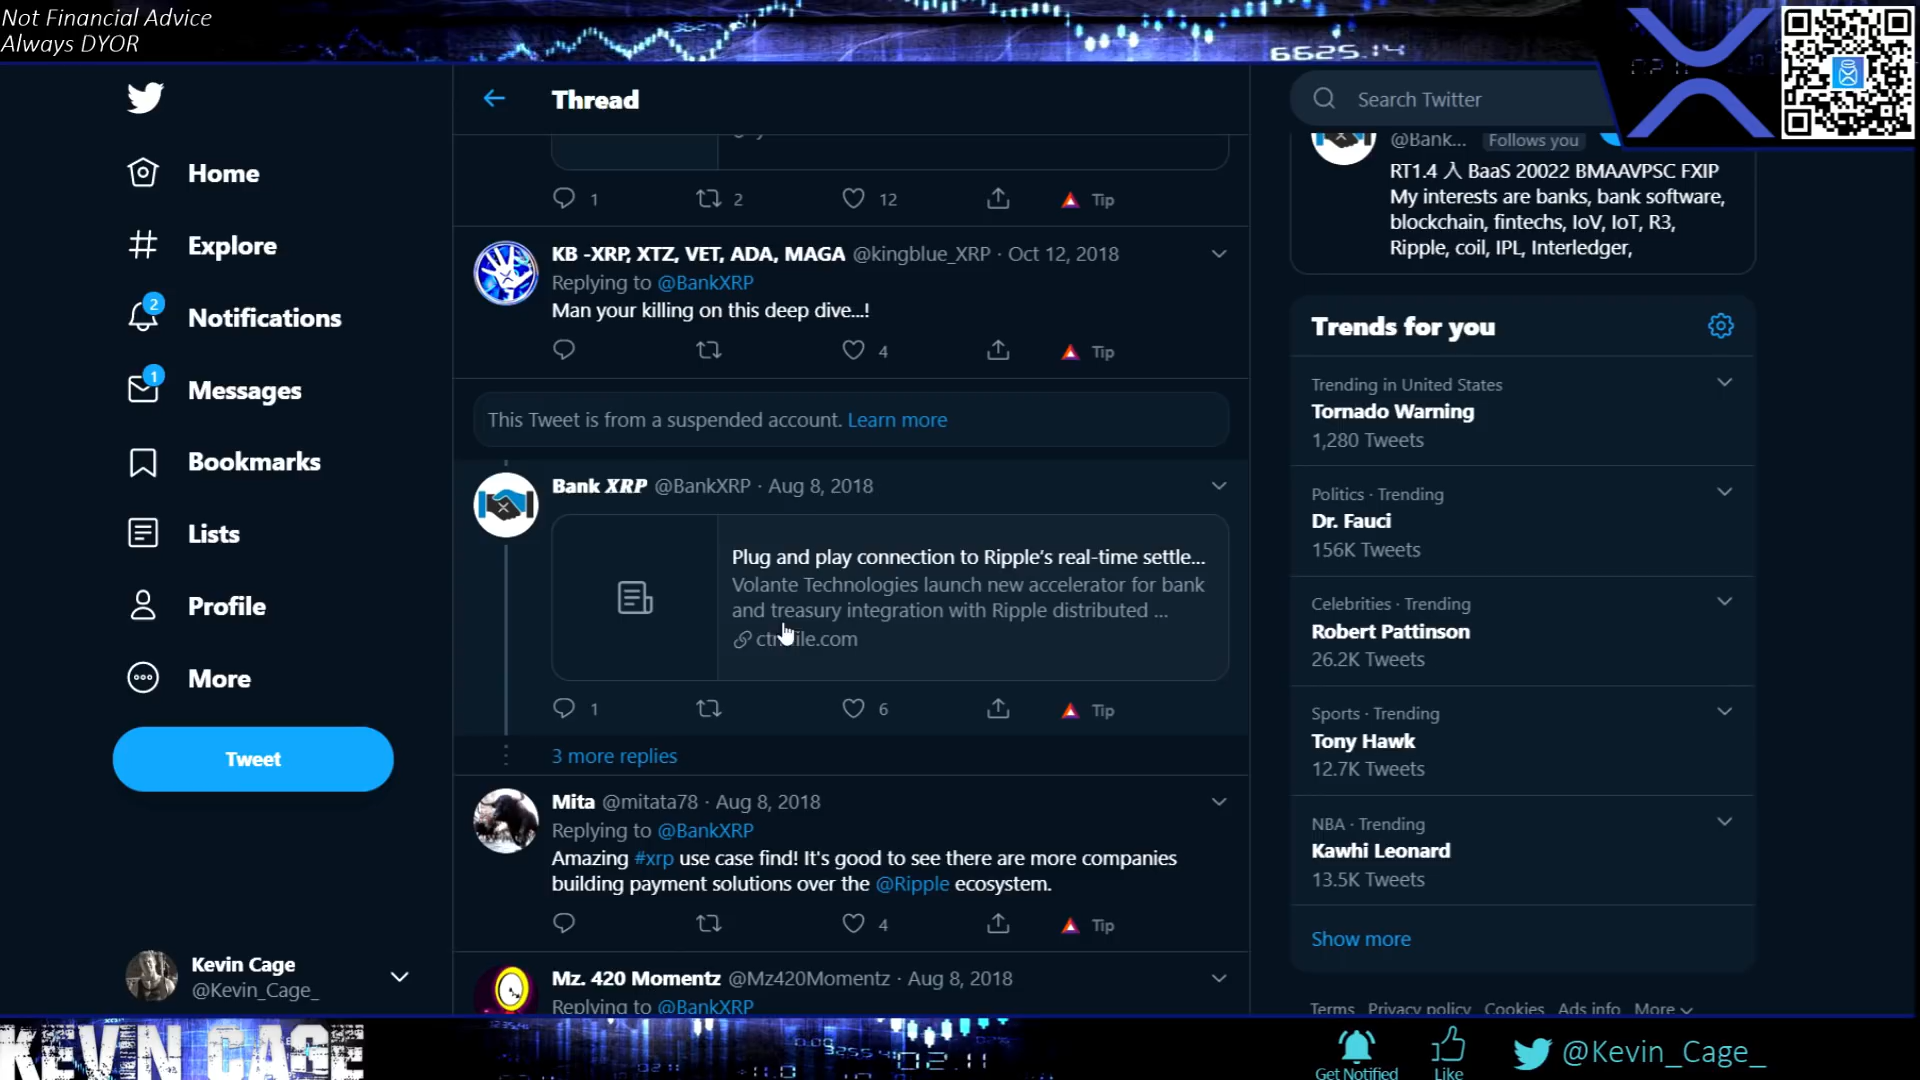 Not Financial Advice
Always DYOR
6625.14
Home
Explore
2
Notifications
1
Messages
Bookmarks
Lists
Profile
More
Tweet
Kevin Cage
@Kevin_Cage_
Thread
1
2
12
Tip
KB -XRP, XTZ, VET, ADA, MAGA @kingblue_XRP · Oct 12, 2018
Replying to @BankXRP
Man your killing on this deep dive...!
4
Tip
This Tweet is from a suspended account. Learn more
Bank XRP @BankXRP · Aug 8, 2018
Plug and play connection to Ripple's real-time settle...
Volante Technologies launch new accelerator for bank
and treasury integration with Ripple distributed ...
1
6
Tip
3 more replies
Mita @mitata78 · Aug 8, 2018
Replying to @BankXRP
Amazing #xrp use case find! It's good to see there are more companies
building payment solutions over the @Ripple ecosystem.
4
Tip
Mz. 420 Momentz @Mz420Momentz · Aug 8, 2018
Replying to @BankXRP
Search Twitter
@Bank... Follows you
RT1.4 入 BaaS 20022 BMAAVPSC FXIP
My interests are banks, bank software,
blockchain, fintechs, IoV, IoT, R3,
Ripple, coil, IPL, Interledger,
Trends for you
Trending in United States
Tornado Warning
1,280 Tweets
Politics · Trending
Dr. Fauci
156K Tweets
Celebrities · Trending
Robert Pattinson
26.2K Tweets
Sports · Trending
Tony Hawk
12.7K Tweets
NBA · Trending
Kawhi Leonard
13.5K Tweets
Show more
Terms Privacy policy Cookies Ads info More
KEVIN CAGE
02.11
Get Notified
Like
@Kevin_Cage_